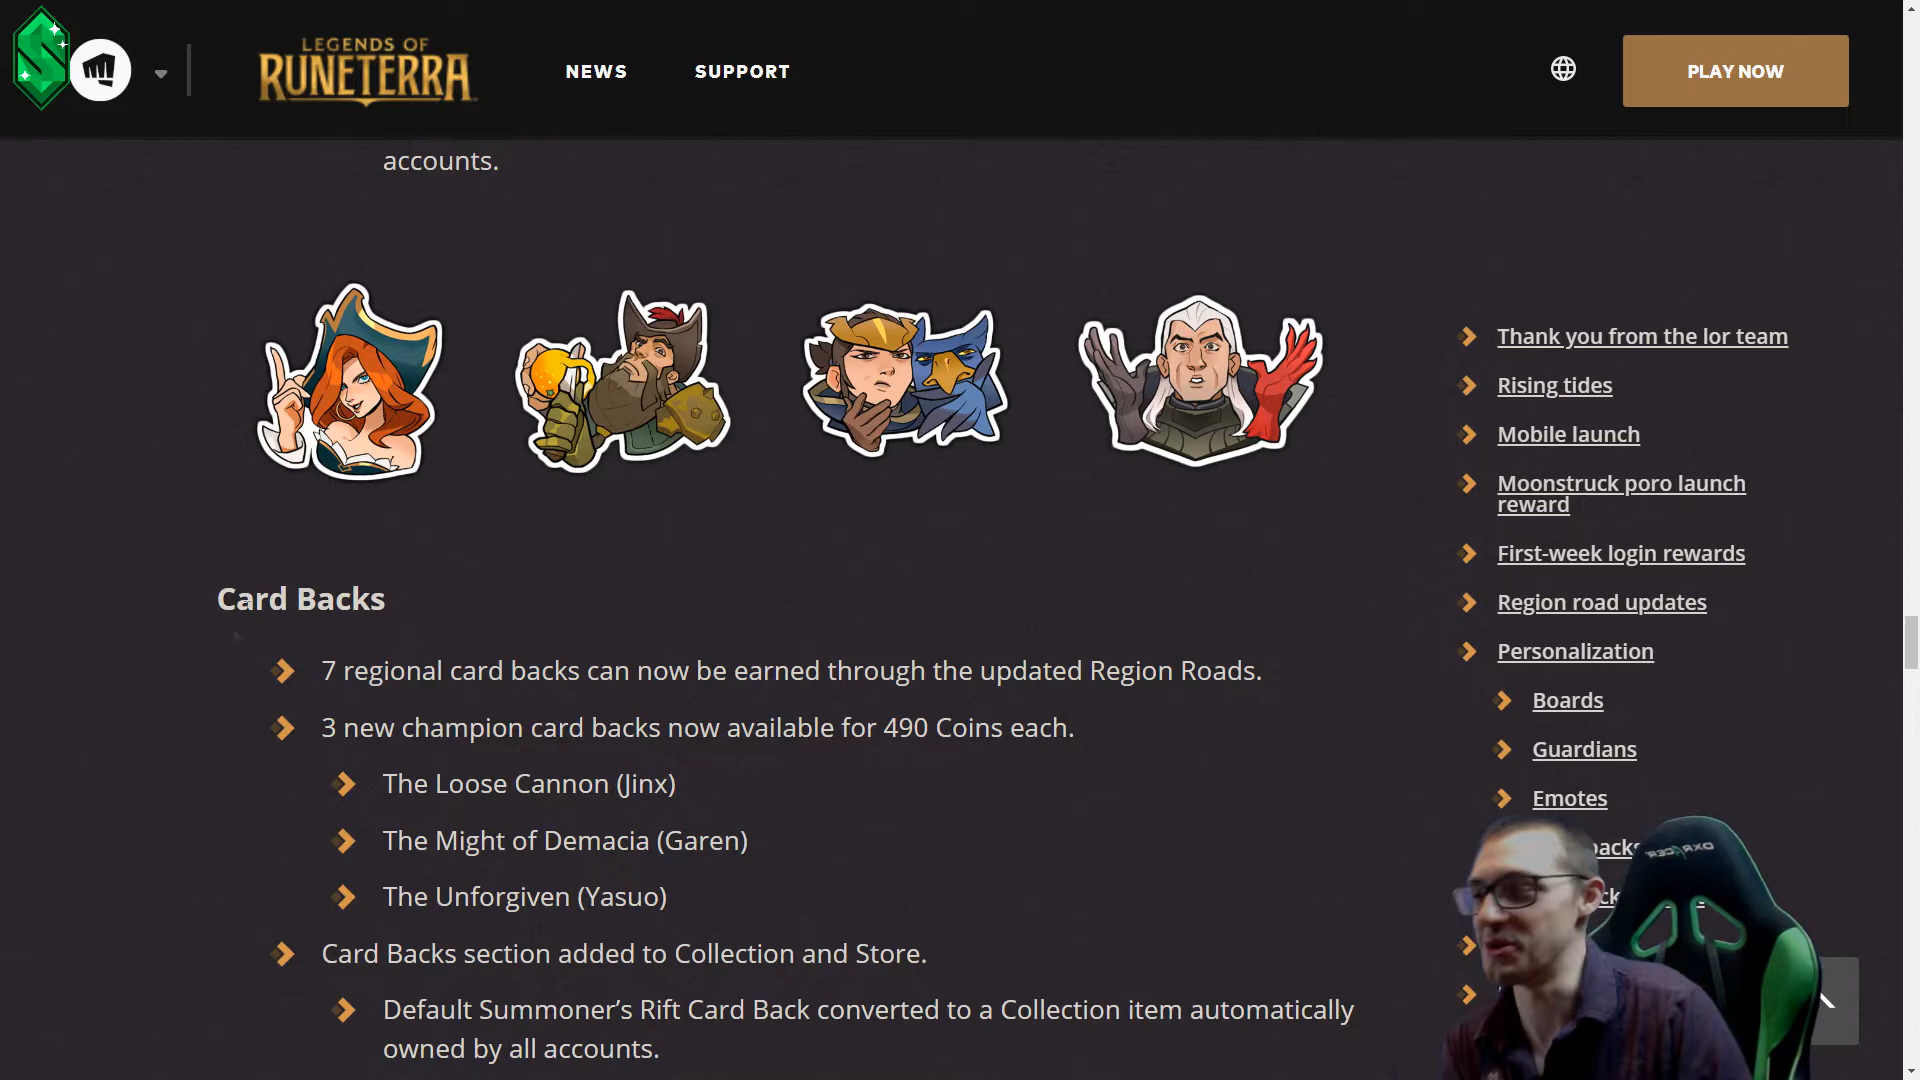 LEGENDS OF
RUNETERRA
NEWS
SUPPORT
PLAY NOW
accounts.
Card Backs
7 regional card backs can now be earned through the updated Region Roads.
3 new champion card backs now available for 490 Coins each.
The Loose Cannon (Jinx)
The Might of Demacia (Garen)
The Unforgiven (Yasuo)
Card Backs section added to Collection and Store.
Default Summoner’s Rift Card Back converted to a Collection item automatically
owned by all accounts.
Thank you from the lor team
Rising tides
Mobile launch
Moonstruck poro launch
reward
First-week login rewards
Region road updates
Personalization
Boards
Guardians
Emotes